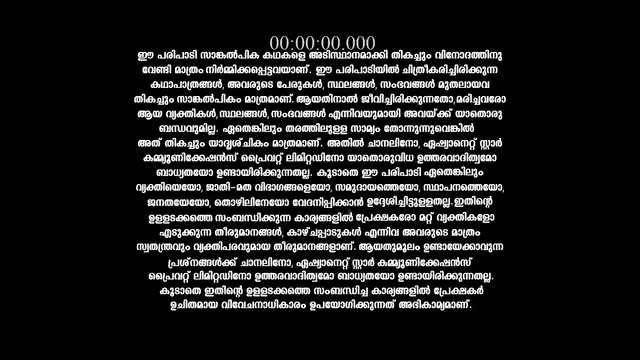 00:00:00.000
ഈ പരിപാടി സാങ്കൽപിക കഥകളെ അടിസ്ഥാനമാക്കി തികച്ചും വിനോദത്തിനു
വേണ്ടി മാത്രം നിർമ്മിക്കപ്പെട്ടവയാണ്. ഈ പരിപാടിയിൽ ചിത്രീകരിച്ചിരിക്കുന്ന
കഥാപാത്രങ്ങൾ, അവരുടെ പേരുകൾ, സ്ഥലങ്ങൾ, സംഭവങ്ങൾ മുതലായവ
തികച്ചും സാങ്കൽപികം മാത്രമാണ്. ആയതിനാൽ ജീവിച്ചിരിക്കുന്നതോ,മരിച്ചവരോ
ആയ വ്യക്തികൾ,സ്ഥലങ്ങൾ,സംഭവങ്ങൾ എന്നിവയുമായി അവയ്ക്ക് യാതൊരു
ബന്ധവുമില്ല. ഏതെങ്കിലും തരത്തിലുളള സാമ്യം തോന്നുന്നുവെങ്കിൽ
അത് തികച്ചും യാദൃശ്ചികം മാത്രമാണ്. അതിൽ ചാനലിനോ, ഏഷ്യാനെറ്റ് സ്റ്റാർ
കമ്മ്യൂണിക്കേഷൻസ് പ്രൈവറ്റ് ലിമിറ്റഡിനോ യാതൊരുവിധ ഉത്തരവാദിത്വമോ
ബാധ്യതയോ ഉണ്ടായിരിക്കുന്നതല്ല. കൂടാതെ ഈ പരിപാടി ഏതെങ്കിലും
വ്യക്തിയെയോ, ജാതി-മത വിഭാഗങ്ങളെയോ, സമുദായത്തെയോ, സ്ഥാപനത്തെയോ,
ജനതയേയോ, തൊഴിലിനേയോ വേദനിപ്പിക്കാൻ ഉദ്ദേശിച്ചിട്ടുളളതല്ല.ഇതിന്റെ
ഉളളടക്കത്തെ സംബന്ധിക്കുന്ന കാര്യങ്ങളിൽ പ്രേക്ഷകരോ മറ്റ് വ്യക്തികളോ
എടുക്കുന്ന തീരുമാനങ്ങൾ, കാഴ്ചപ്പാടുകൾ എന്നിവ അവരുടെ മാത്രം
സ്വതന്ത്രവും വ്യക്തിപരവുമായ തീരുമാനങ്ങളാണ്. ആയതുമൂലം ഉണ്ടായേക്കാവുന്ന
പ്രശ്നങ്ങൾക്ക് ചാനലിനോ, ഏഷ്യാനെറ്റ് സ്റ്റാർ കമ്മ്യൂണിക്കേഷൻസ്
പ്രൈവറ്റ് ലിമിറ്റഡിനോ ഉത്തരവാദിത്വമോ ബാധ്യതയോ ഉണ്ടായിരിക്കുന്നതല്ല.
കൂടാതെ ഇതിന്റെ ഉളളടക്കത്തെ സംബന്ധിച്ച കാര്യങ്ങളിൽ പ്രേക്ഷകർ
ഉചിതമായ വിവേചനാധികാരം ഉപയോഗിക്കുന്നത് അഭികാമ്യമാണ്.